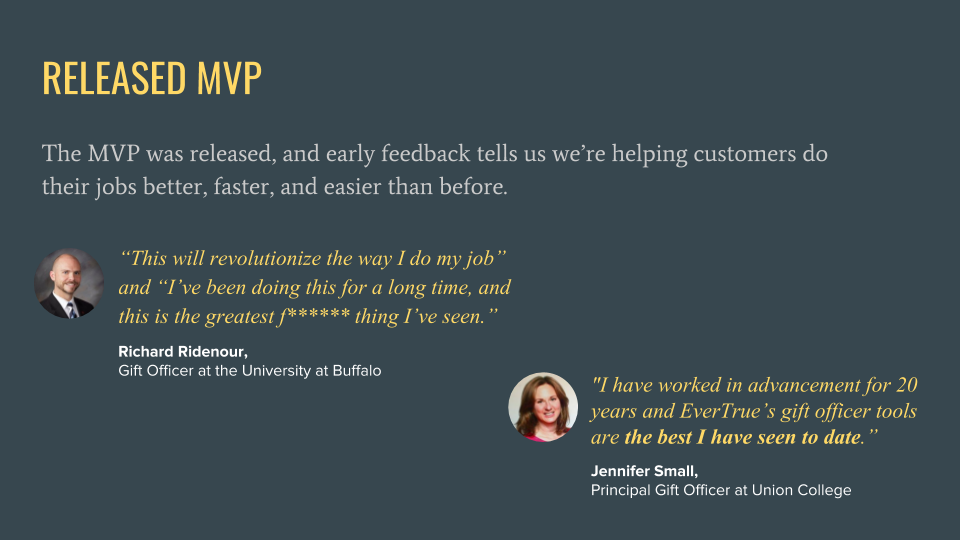 RELEASED MVP
The MVP was released, and early feedback tells us we’re helping customers do
their jobs better, faster, and easier than before.
“This will revolutionize the way I do my job”
and “I’ve been doing this for a long time, and
this is the greatest f****** thing I’ve seen.”
Richard Ridenour,
Gift Officer at the University at Buffalo
"I have worked in advancement for 20
years and EverTrue’s gift officer tools
are the best I have seen to date.”
Jennifer Small,
Principal Gift Officer at Union College